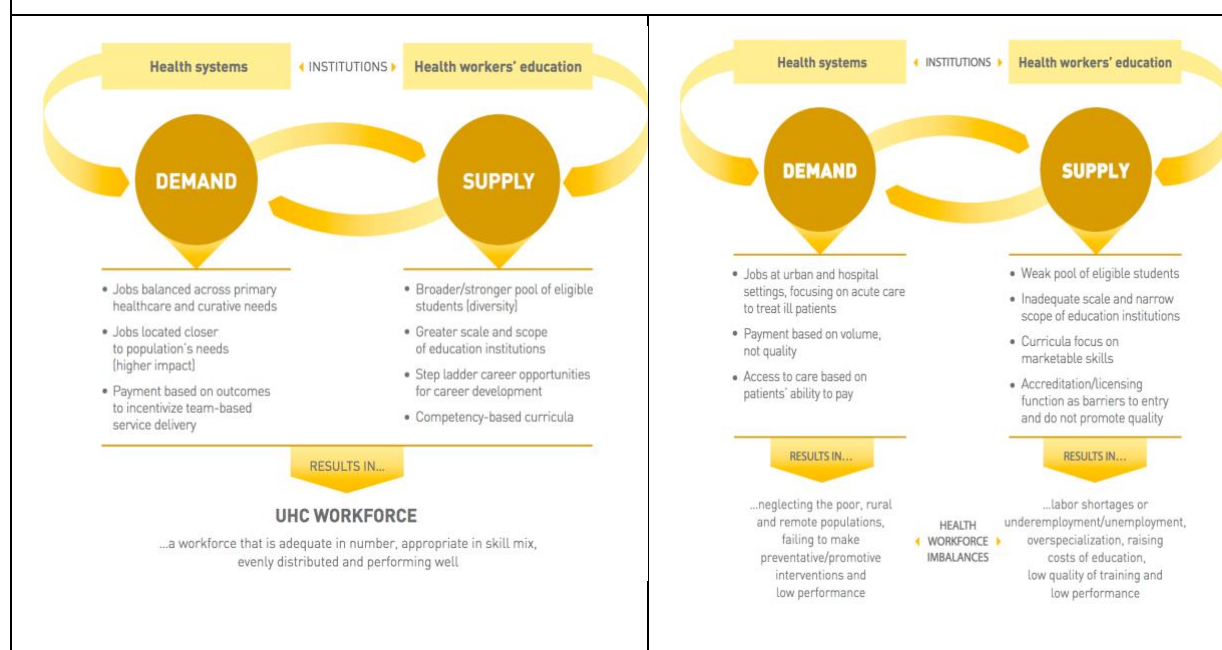 Health systems
◂ INSTITUTIONS ▸
Health workers' education
DEMAND
SUPPLY
• Jobs balanced across primary
healthcare and curative needs
• Jobs located closer
to population's needs
(higher impact)
• Payment based on outcomes
to incentivize team-based
service delivery
• Broader/stronger pool of eligible
students (diversity)
• Greater scale and scope
of education institutions
• Step ladder career opportunities
for career development
• Competency-based curricula
RESULTS IN...
UHC WORKFORCE
...a workforce that is adequate in number, appropriate in skill mix,
evenly distributed and performing well
Health systems
◂ INSTITUTIONS ▸
Health workers' education
DEMAND
SUPPLY
• Jobs at urban and hospital
settings, focusing on acute care
to treat ill patients
• Payment based on volume,
not quality
• Access to care based on
patients' ability to pay
• Weak pool of eligible students
• Inadequate scale and narrow
scope of education institutions
• Curricula focus on
marketable skills
• Accreditation/licensing
function as barriers to entry
and do not promote quality
RESULTS IN...
RESULTS IN...
...neglecting the poor, rural
and remote populations,
failing to make
preventative/promotive
interventions and
low performance
HEALTH
◂ WORKFORCE ▸
IMBALANCES
...labor shortages or
underemployment/unemployment,
overspecialization, raising
costs of education,
low quality of training and
low performance